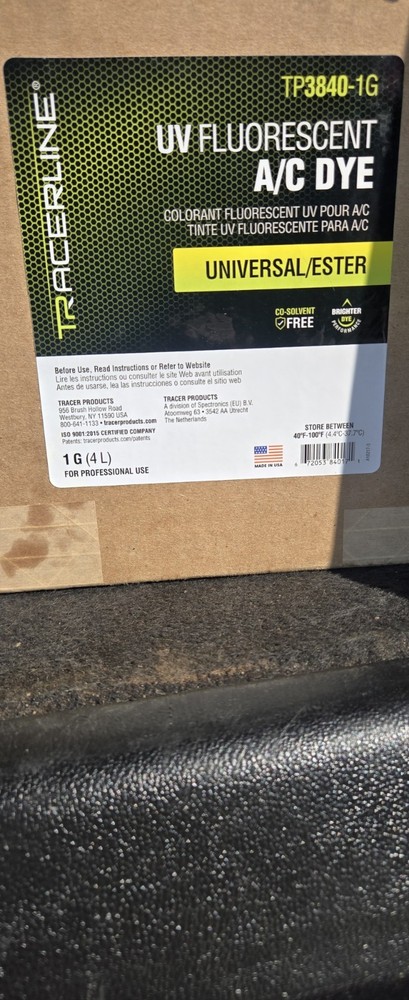 TRACERLINE®
TP3840-1G
UV FLUORESCENT
A/C DYE
COLORANT FLUORESCENT UV POUR A/C
TINTE UV FLUORESCENTE PARA A/C
UNIVERSAL/ESTER
CO-SOLVENT
FREE
BRIGHTER
DYE
PERFORMANCE
Before Use, Read Instructions or Refer to Website
Lire les instructions ou consulter le site Web avant utilisation
Antes de usarse, lea las instrucciones o consulte el sitio web
TRACER PRODUCTS
956 Brush Hollow Road
Westbury, NY 11590 USA
800-641-1133 • tracerproducts.com
ISO 9001:2015 CERTIFIED COMPANY
Patents: tracerproducts.com/patents
TRACER PRODUCTS
A division of Spectronics (EU) B.V.
Atoomweg 63 • 3542 AA Utrecht
The Netherlands
1 G (4 L)
FOR PROFESSIONAL USE
MADE IN USA
STORE BETWEEN
40°F-100°F (4.4°C-37.7°C)